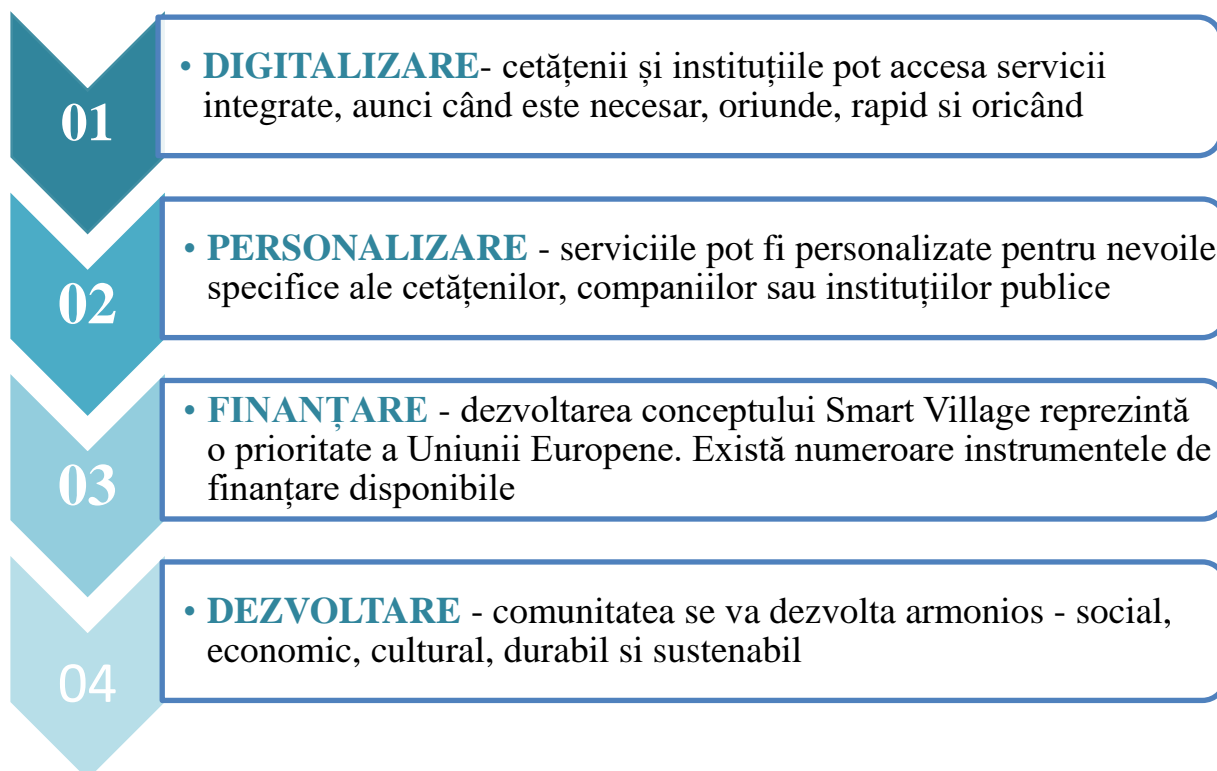 01
• DIGITALIZARE- cetățenii și instituțiile pot accesa servicii
integrate, aunci când este necesar, oriunde, rapid si oricând
02
• PERSONALIZARE - serviciile pot fi personalizate pentru nevoile
specifice ale cetățenilor, companiilor sau instituțiilor publice
03
• FINANȚARE - dezvoltarea conceptului Smart Village reprezintă
o prioritate a Uniunii Europene. Există numeroare instrumentele de
finanțare disponibile
04
• DEZVOLTARE - comunitatea se va dezvolta armonios - social,
economic, cultural, durabil si sustenabil